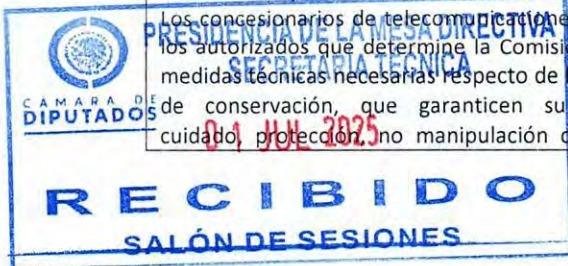 Los concesionarios de telecomunicacione
PRESIDENCIA DE LA MESA DIRECTIVA
los autorizados que determine la Comisi
SECRETARÍA TÉCNICA
medidas técnicas necesarias respecto de
CÁMARA DE
DIPUTADOS
de conservación, que garanticen su
01 JUL 2025
cuidado, protección, no manipulación
RECIBIDO
SALÓN DE SESIONES